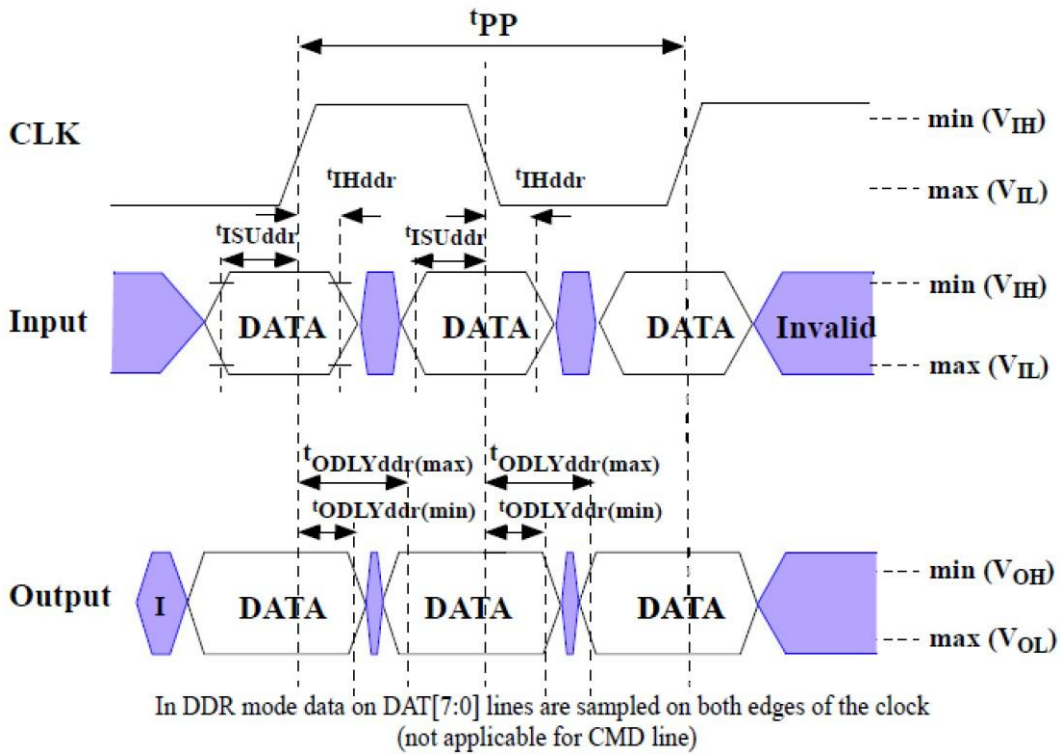 tPP
CLK
min (VIH)
tIHddr
tIHddr
max (VIL)
tISUddr
tISUddr
min (VIH)
Input
DATA
DATA
DATA
Invalid
max (VIL)
tODLYddr(max)
tODLYddr(max)
tODLYddr(min)
tODLYddr(min)
min (VOH)
Output
I
DATA
DATA
DATA
max (VOL)
In DDR mode data on DAT[7:0] lines are sampled on both edges of the clock
(not applicable for CMD line)